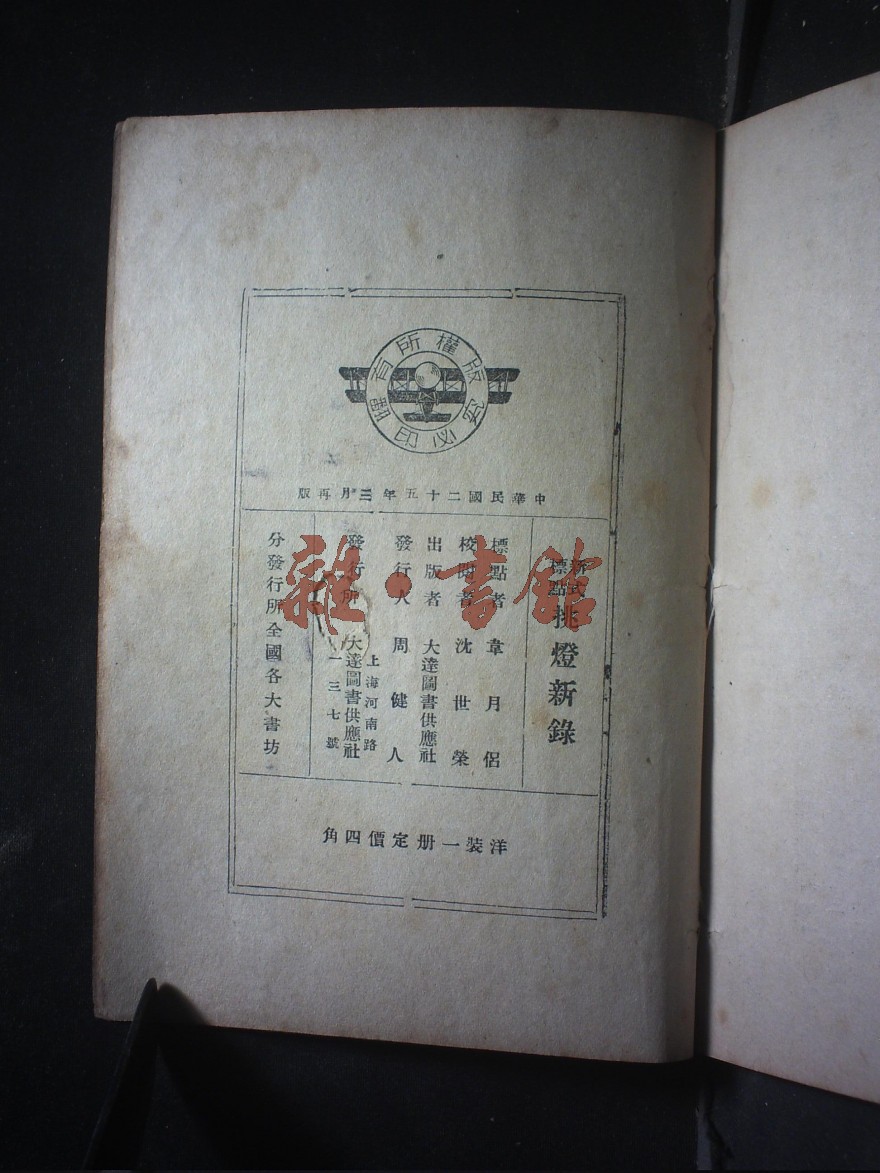 版權所有
翻印必究
中華民國二十五年三月再版
新式標點
挑燈新錄
標點者 韋月侶
校閱者 沈世榮
出版者 大達圖書供應社
發行人 周健人
上海河南路
發行所 大達圖書供應社
一三七號
分發行所全國各大書坊
洋裝一册定價四角
雜·書館